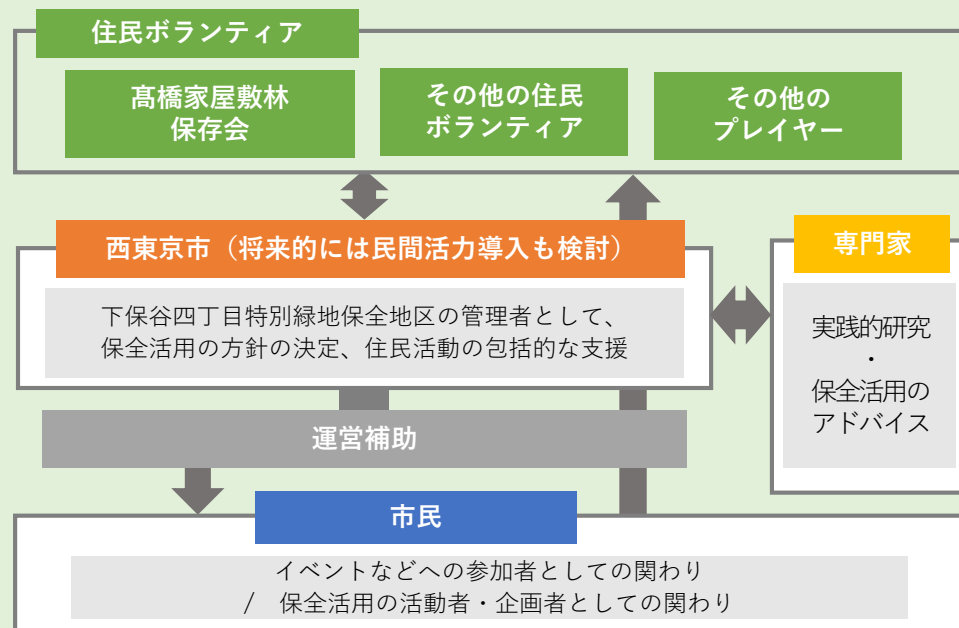 住民ボランティア
髙橋家屋敷林
保存会
その他の住民
ボランティア
その他の
プレイヤー
西東京市（将来的には民間活力導入も検討）
下保谷四丁目特別緑地保全地区の管理者として、
保全活用の方針の決定、住民活動の包括的な支援
専門家
実践的研究
・
保全活用の
アドバイス
運営補助
市民
イベントなどへの参加者としての関わり
/　保全活用の活動者・企画者としての関わり